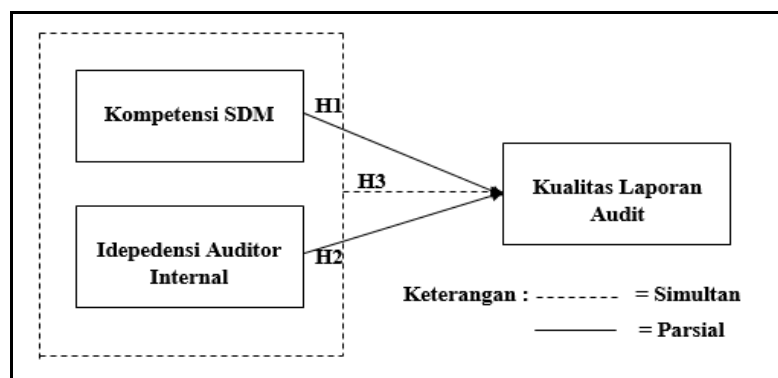 Kompetensi SDM
H1
H3
Kualitas Laporan
Audit
Idepedensi Auditor
Internal
H2
Keterangan : = Simultan
= Parsial